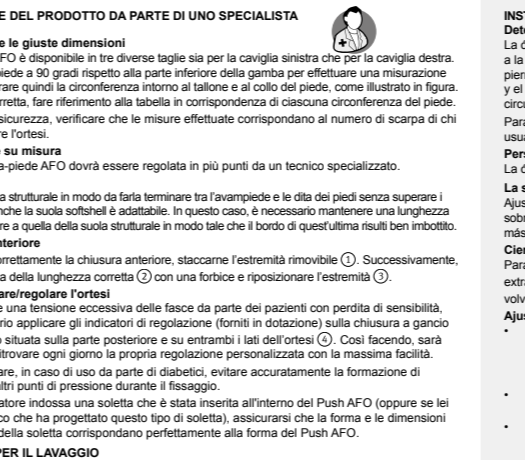 E DEL PRODOTTO DA PARTE DI UNO SPECIALISTA
e le giuste dimensioni
FO è disponibile in tre diverse taglie sia per la caviglia sinistra che per la caviglia destra.
piede a 90 gradi rispetto alla parte inferiore della gamba per effettuare una misurazione
rare quindi la circonferenza intorno al tallone e al collo del piede, come illustrato in figura.
rretta, fare riferimento alla tabella in corrispondenza di ciascuna circonferenza del piede.
sicurezza, verificare che le misure effettuate corrispondano al numero di scarpa di chi
re l'ortesi.
su misura
a-piede AFO dovrà essere regolata in più punti da un tecnico specializzato.
a strutturale in modo da farla terminare tra l'avampiede e le dita dei piedi senza superare i
nche la suola softshell è adattabile. In questo caso, è necessario mantenere una lunghezza
re a quella della suola strutturale in modo tale che il bordo di quest'ultima risulti ben imbottito.
nteriore
orrettamente la chiusura anteriore, staccarne l'estremità rimovibile ①. Successivamente,
a della lunghezza corretta ② con una forbice e riposizionare l'estremità ③.
are/regolare l'ortesi
e una tensione eccessiva delle fasce da parte dei pazienti con perdita di sensibilità,
rio applicare gli indicatori di regolazione (forniti in dotazione) sulla chiusura a gancio
o situata sulla parte posteriore e su entrambi i lati dell'ortesi ④. Così facendo, sarà
itrovare ogni giorno la propria regolazione personalizzata con la massima facilità.
are, in caso di uso da parte di diabetici, evitare accuratamente la formazione di
ltri punti di pressione durante il fissaggio.
atore indossa una soletta che è stata inserita all'interno del Push AFO (oppure se lei
co che ha progettato questo tipo di soletta), assicurarsi che la forma e le dimensioni
della soletta corrispondano perfettamente alla forma del Push AFO.
PER IL LAVAGGIO
INST
Dete
La ó
a la
pierr
y el
circu
Para
usua
Pers
La ó
La s
Ajus
sobr
más
Cier
Para
extra
volv
Ajus
•
•
•